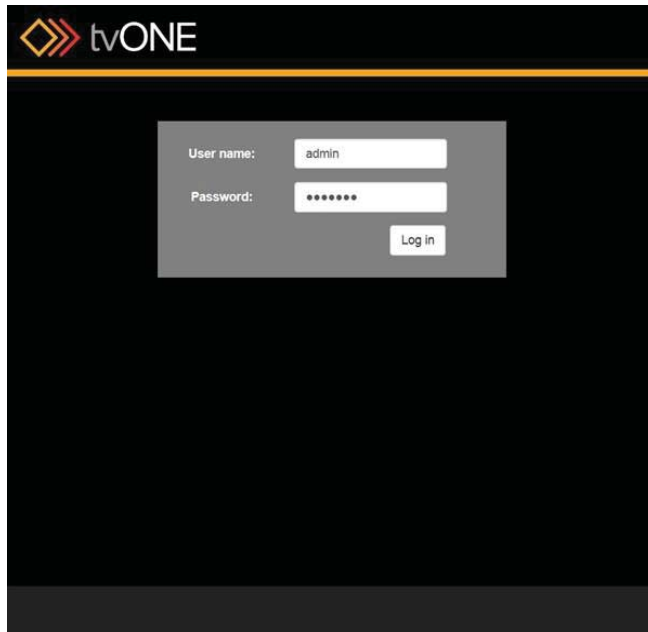 tvONE
User name: admin
Password: •••••••
Log in